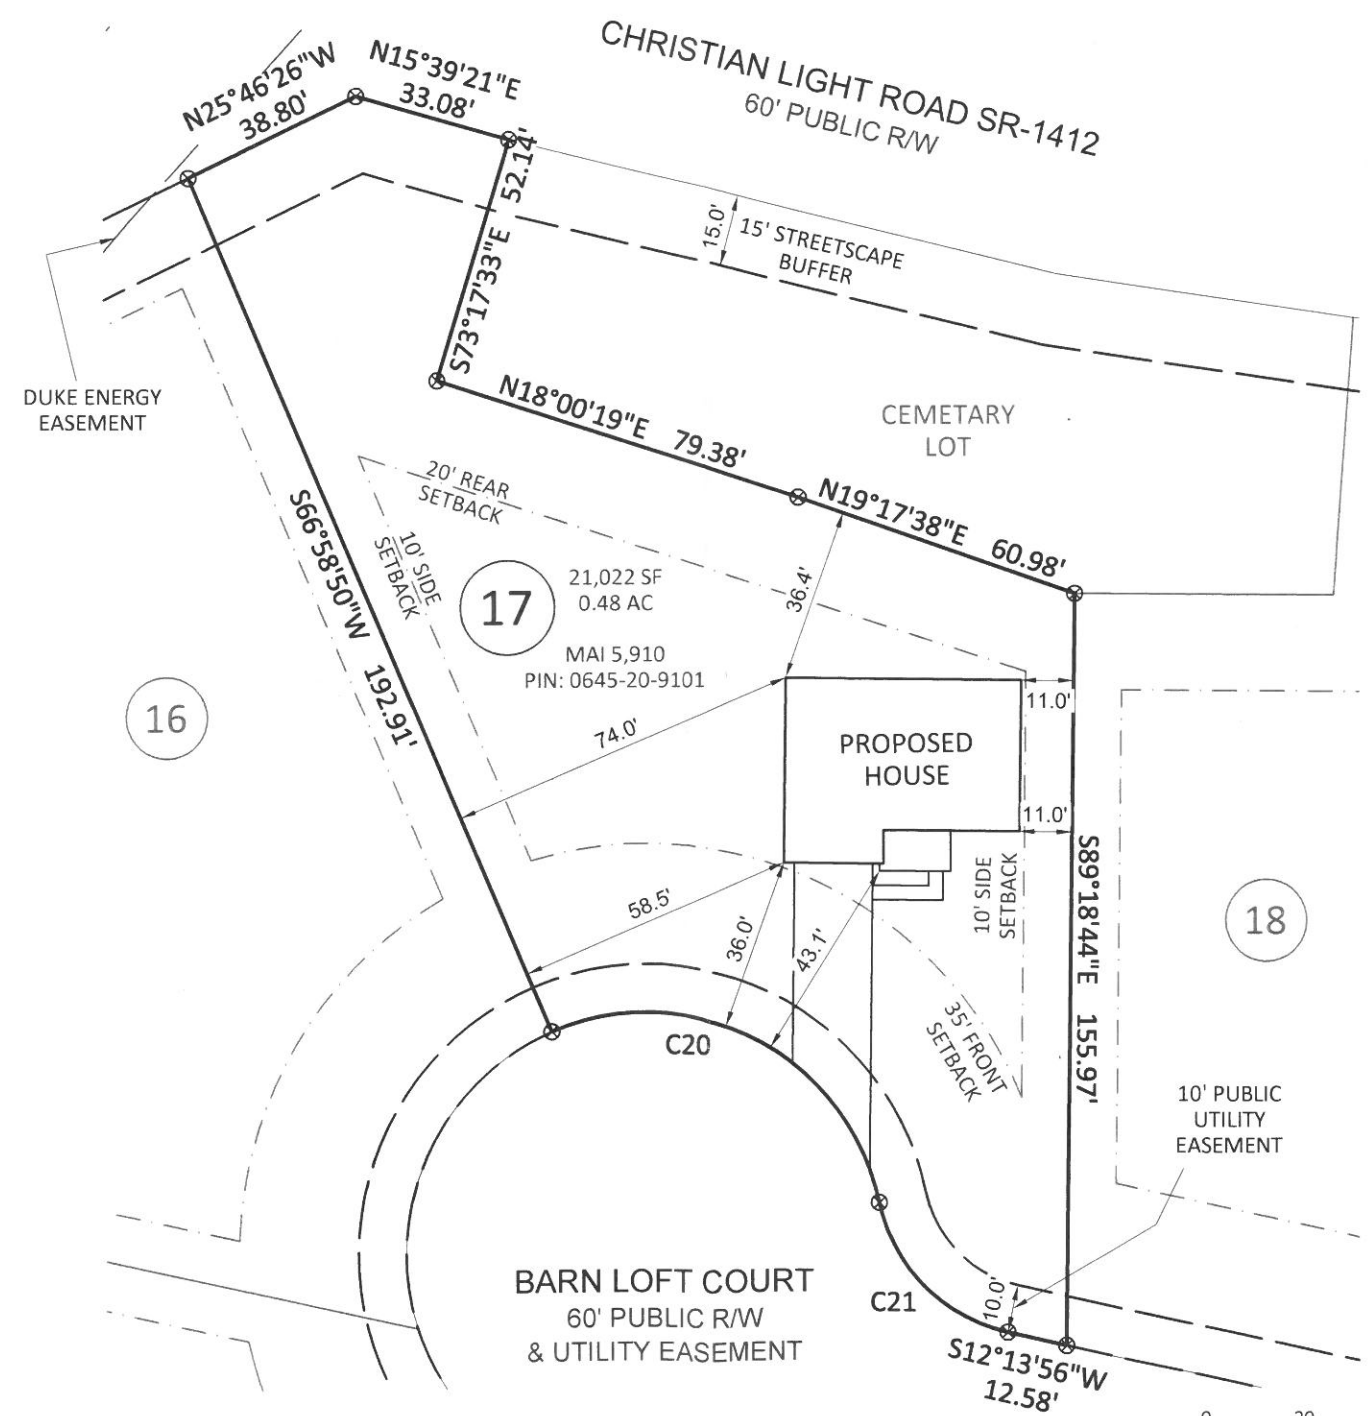 CHRISTIAN LIGHT ROAD SR-1412
60' PUBLIC R/W
N25°46'26"W
38.80'
N15°39'21"E
33.08'
S73°17'33"E 52.14'
15.0'
15' STREETSCAPE
BUFFER
DUKE ENERGY
EASEMENT
N18°00'19"E 79.38'
CEMETARY
LOT
N19°17'38"E 60.98'
20' REAR
SETBACK
10' SIDE
SETBACK
S66°58'50"W 192.91'
17
21,022 SF
0.48 AC
MAI 5,910
PIN: 0645-20-9101
36.4'
16
74.0'
11.0'
PROPOSED
HOUSE
11.0'
S89°18'44"E 155.97'
10' SIDE
SETBACK
58.5'
36.0'
43.1'
18
35' FRONT
SETBACK
C20
10' PUBLIC
UTILITY
EASEMENT
BARN LOFT COURT
60' PUBLIC R/W
& UTILITY EASEMENT
C21
10.0'
S12°13'56"W
12.58'